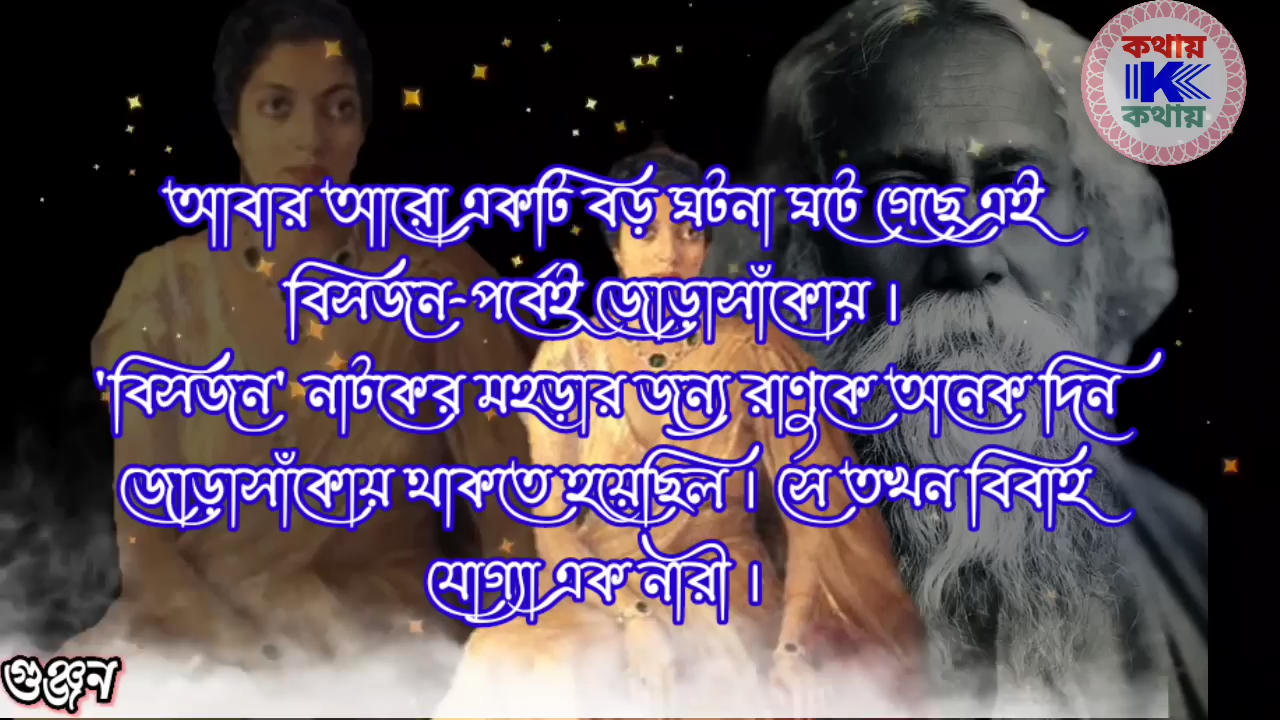 কথায়
K
কথায়
আবার আরো একটি বড় ঘটনা ঘটে গেছে এই
বিসর্জন-পর্বেই জোড়াসাঁকোয়।
'বিসর্জন' নাটকের মহড়ার জন্য রাণুকে অনেক দিন
জোড়াসাঁকোয় থাকতে হয়েছিল। সে তখন বিবাহ
যোগ্যা এক নারী।
গুঞ্জন